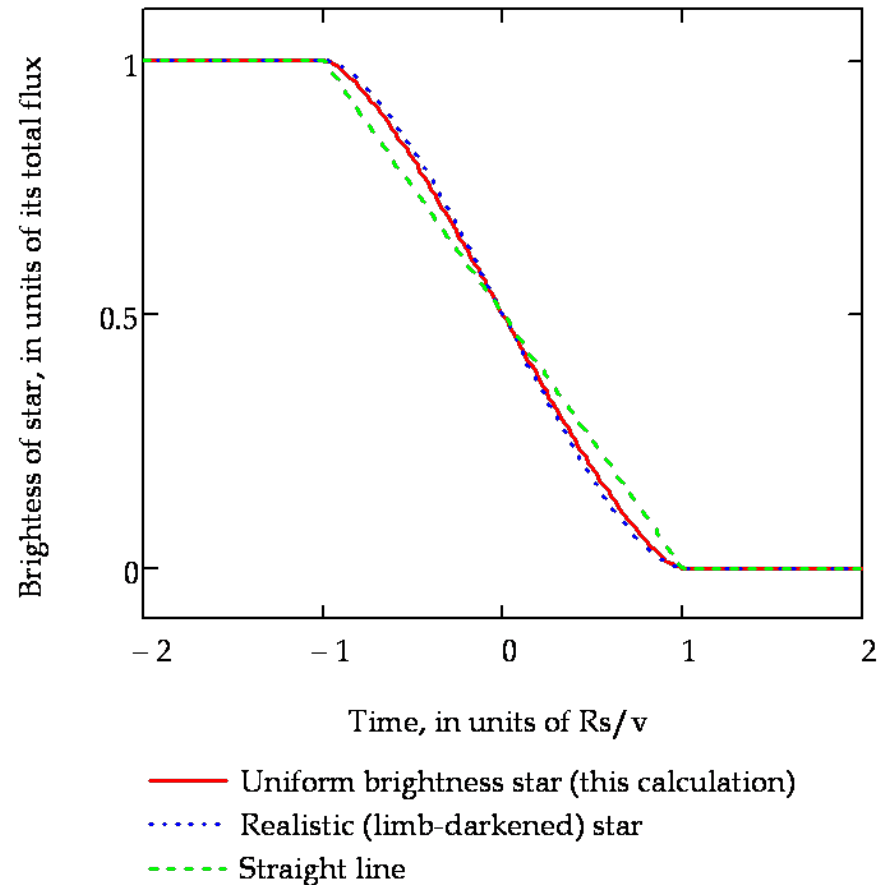 Brightess of star, in units of its total flux
1
0.5
0
−2
−1
0
1
2
Time, in units of Rs/v
Uniform brightness star (this calculation)
Realistic (limb-darkened) star
Straight line